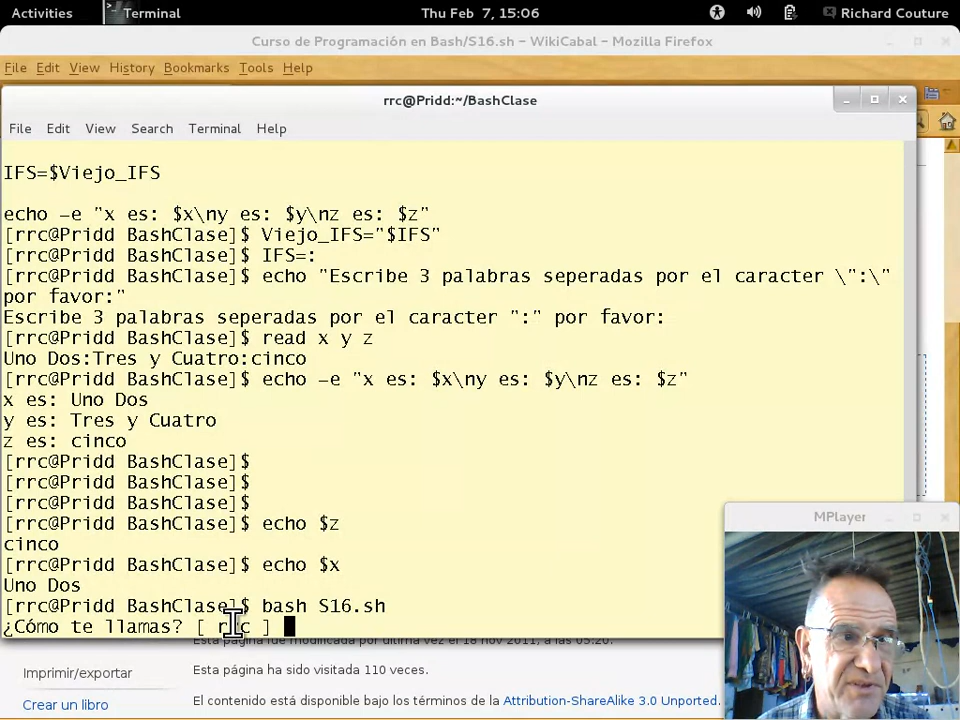 Activities Terminal Thu Feb 7, 15:06 Richard Couture
Curso de Programación en Bash/S16.sh – WikiCabal – Mozilla Firefox
File Edit View History Bookmarks Tools Help
rrc@Pridd:~/BashClase
File Edit View Search Terminal Help
IFS=$Viejo_IFS
echo -e "x es: $x\ny es: $y\nz es: $z"
[rrc@Pridd BashClase]$ Viejo_IFS="$IFS"
[rrc@Pridd BashClase]$ IFS=:
[rrc@Pridd BashClase]$ echo "Escribe 3 palabras seperadas por el caracter \":\"
por favor:"
Escribe 3 palabras seperadas por el caracter ":" por favor:
[rrc@Pridd BashClase]$ read x y z
Uno Dos:Tres y Cuatro:cinco
[rrc@Pridd BashClase]$ echo -e "x es: $x\ny es: $y\nz es: $z"
x es: Uno Dos
y es: Tres y Cuatro
z es: cinco
[rrc@Pridd BashClase]$
[rrc@Pridd BashClase]$
[rrc@Pridd BashClase]$
[rrc@Pridd BashClase]$ echo $z
cinco
[rrc@Pridd BashClase]$ echo $x
Uno Dos
[rrc@Pridd BashClase]$ bash S16.sh
¿Cómo te llamas? [ rrc ]
MPlayer
Esta página fue modificada por última vez el 18 nov 2011, a las 05:20.
Esta página ha sido visitada 110 veces.
El contenido está disponible bajo los términos de la Attribution-ShareAlike 3.0 Unported.
Imprimir/exportar
Crear un libro